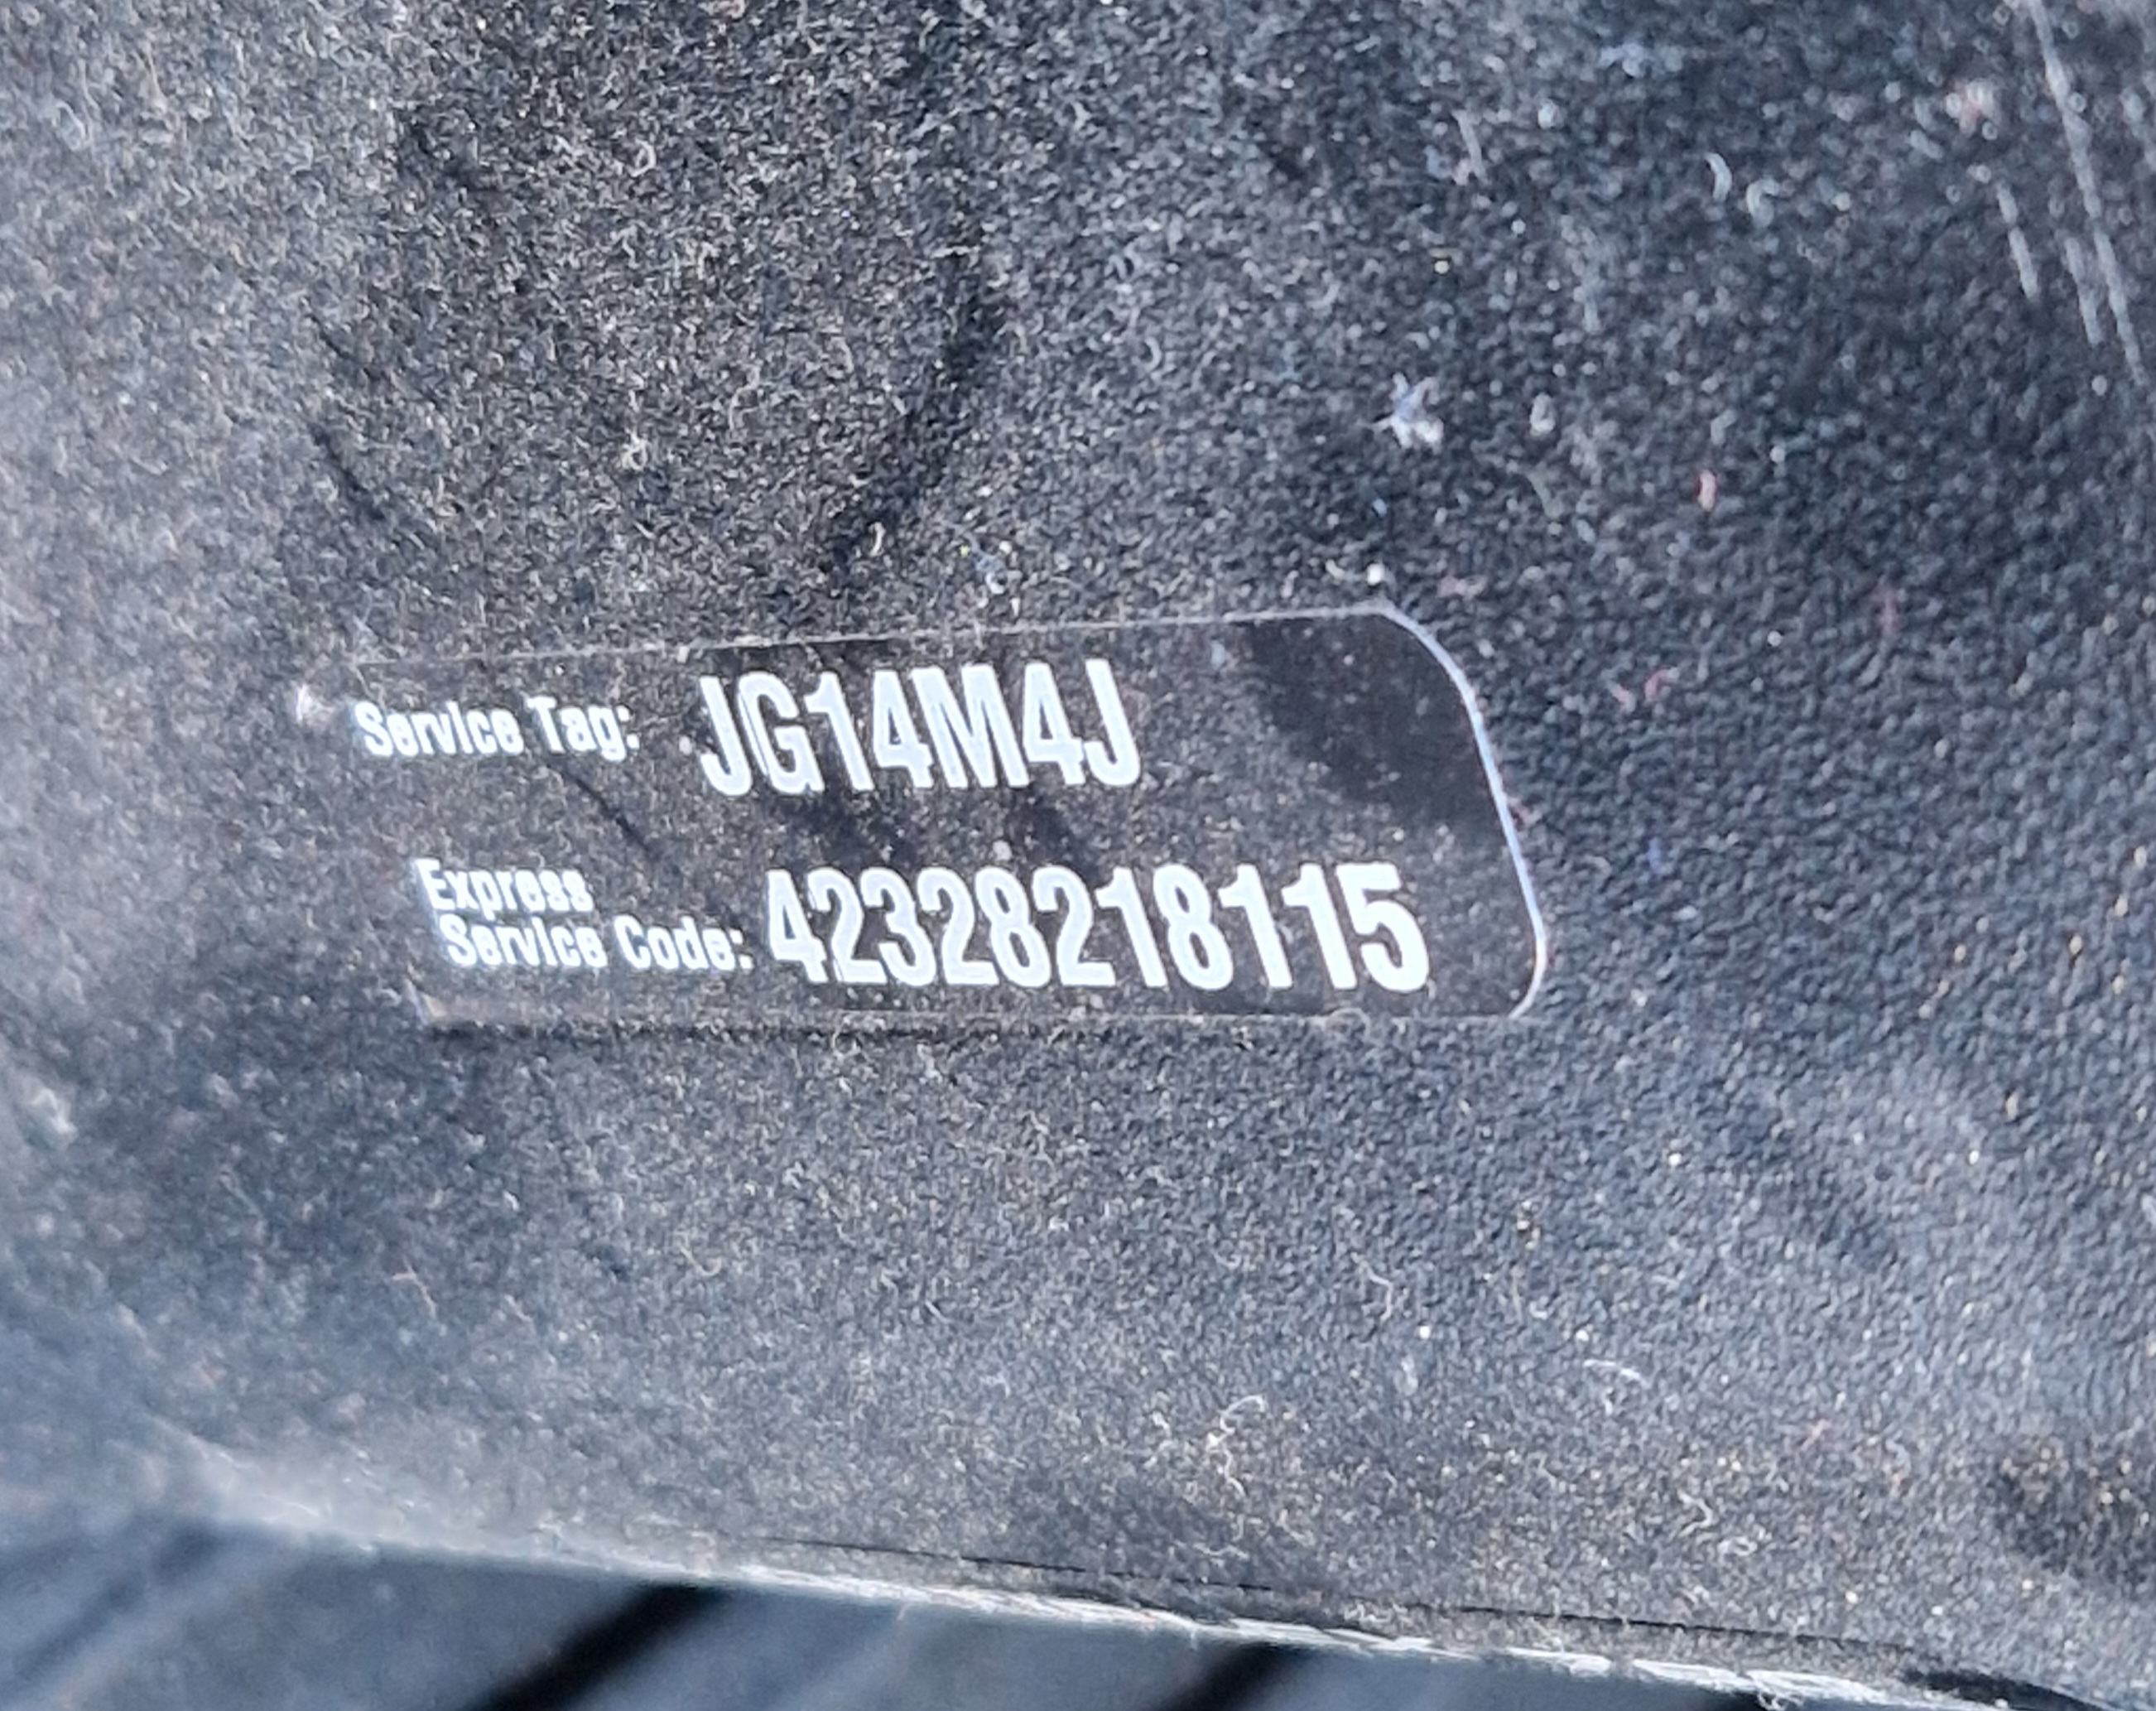 Service Tag: JG14M4J
Express
Service Code: 42328218115